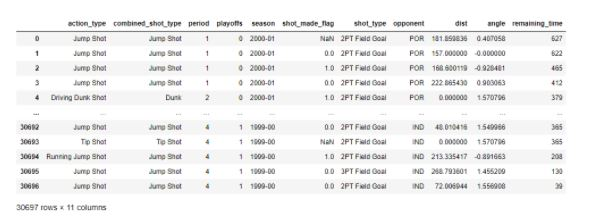 action_type combined_shot_type period playoffs season shot_made_flag shot_type opponent dist angle remaining_time
0 Jump Shot Jump Shot 1 0 2000-01 NaN 2PT Field Goal POR 181.859836 0.407058 627
1 Jump Shot Jump Shot 1 0 2000-01 0.0 2PT Field Goal POR 157.000000 -0.000000 622
2 Jump Shot Jump Shot 1 0 2000-01 1.0 2PT Field Goal POR 168.600119 -0.928481 465
3 Jump Shot Jump Shot 1 0 2000-01 0.0 2PT Field Goal POR 222.865430 0.903063 412
4 Driving Dunk Shot Dunk 2 0 2000-01 1.0 2PT Field Goal POR 0.000000 1.570796 379
... ... ... ... ... ... ... ... ... ... ... ...
30692 Jump Shot Jump Shot 4 1 1999-00 0.0 2PT Field Goal IND 48.010416 1.549966 365
30693 Tip Shot Tip Shot 4 1 1999-00 NaN 2PT Field Goal IND 0.000000 1.570796 365
30694 Running Jump Shot Jump Shot 4 1 1999-00 1.0 2PT Field Goal IND 213.335417 -0.891663 208
30695 Jump Shot Jump Shot 4 1 1999-00 0.0 3PT Field Goal IND 268.793601 1.455209 130
30696 Jump Shot Jump Shot 4 1 1999-00 0.0 2PT Field Goal IND 72.006944 1.556908 39
30697 rows × 11 columns